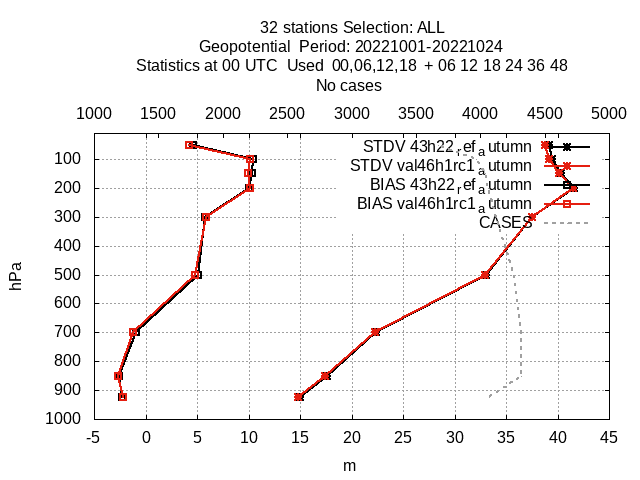 32 stations Selection: ALL
Geopotential  Period: 20221001-20221024
Statistics at 00 UTC  Used  00,06,12,18  + 06 12 18 24 36 48
No cases
1000 1500 2000 2500 3000 3500 4000 4500 5000
STDV 43h22_ref_autumn
STDV val46h1rc1_autumn
BIAS 43h22_ref_autumn
BIAS val46h1rc1_autumn
CASES
100
200
300
400
500
600
700
800
900
1000
hPa
-5 0 5 10 15 20 25 30 35 40 45
m